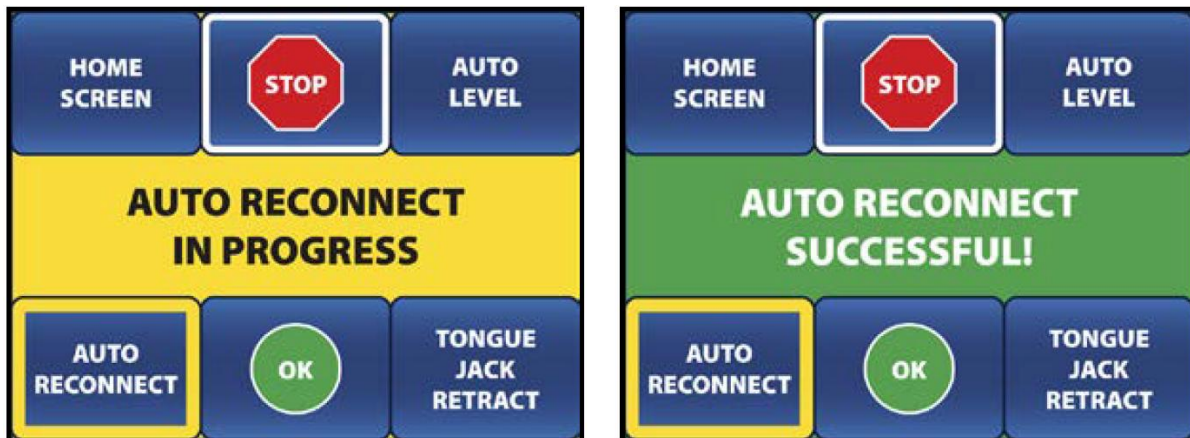 HOME
SCREEN
STOP
AUTO
LEVEL
AUTO RECONNECT
IN PROGRESS
AUTO
RECONNECT
OK
TONGUE
JACK
RETRACT
HOME
SCREEN
STOP
AUTO
LEVEL
AUTO RECONNECT
SUCCESSFUL!
AUTO
RECONNECT
OK
TONGUE
JACK
RETRACT